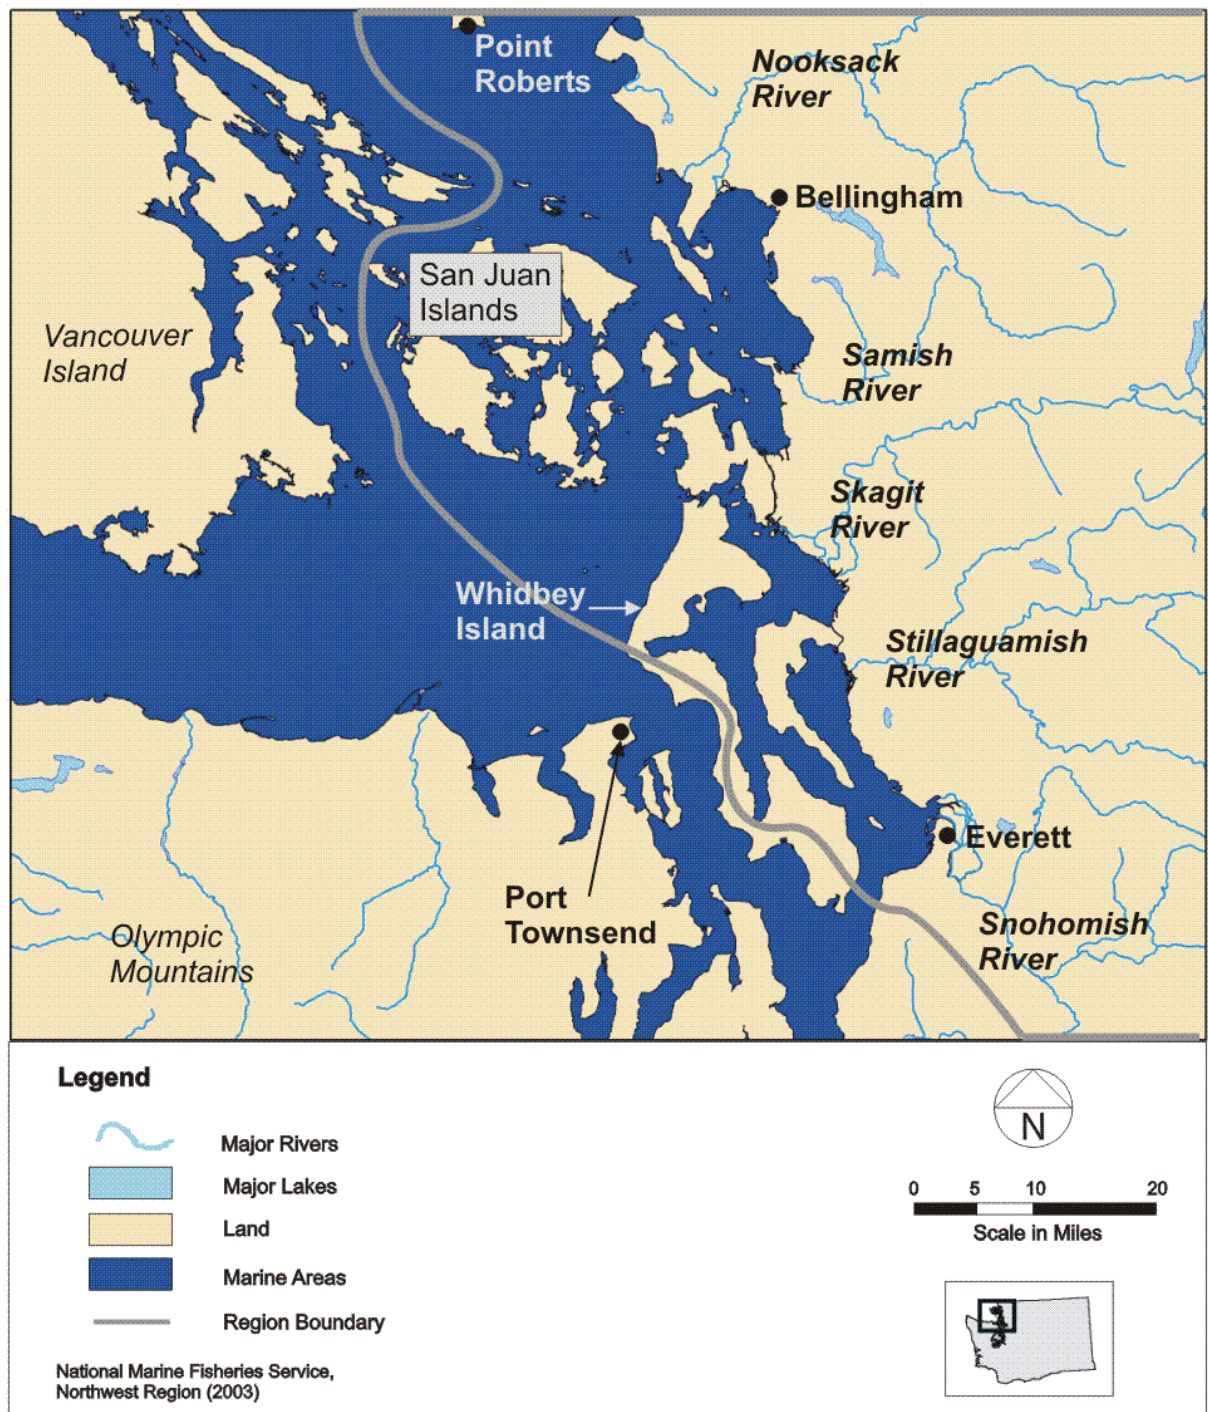 Point
Roberts
Nooksack
River
Bellingham
San Juan
Islands
Vancouver
Island
Samish
River
Skagit
River
Whidbey
Island
Stillaguamish
River
Everett
Port
Townsend
Snohomish
River
Olympic
Mountains
Legend
Major Rivers
Major Lakes
Land
Marine Areas
Region Boundary
National Marine Fisheries Service,
Northwest Region (2003)
N
0 5 10 20
Scale in Miles